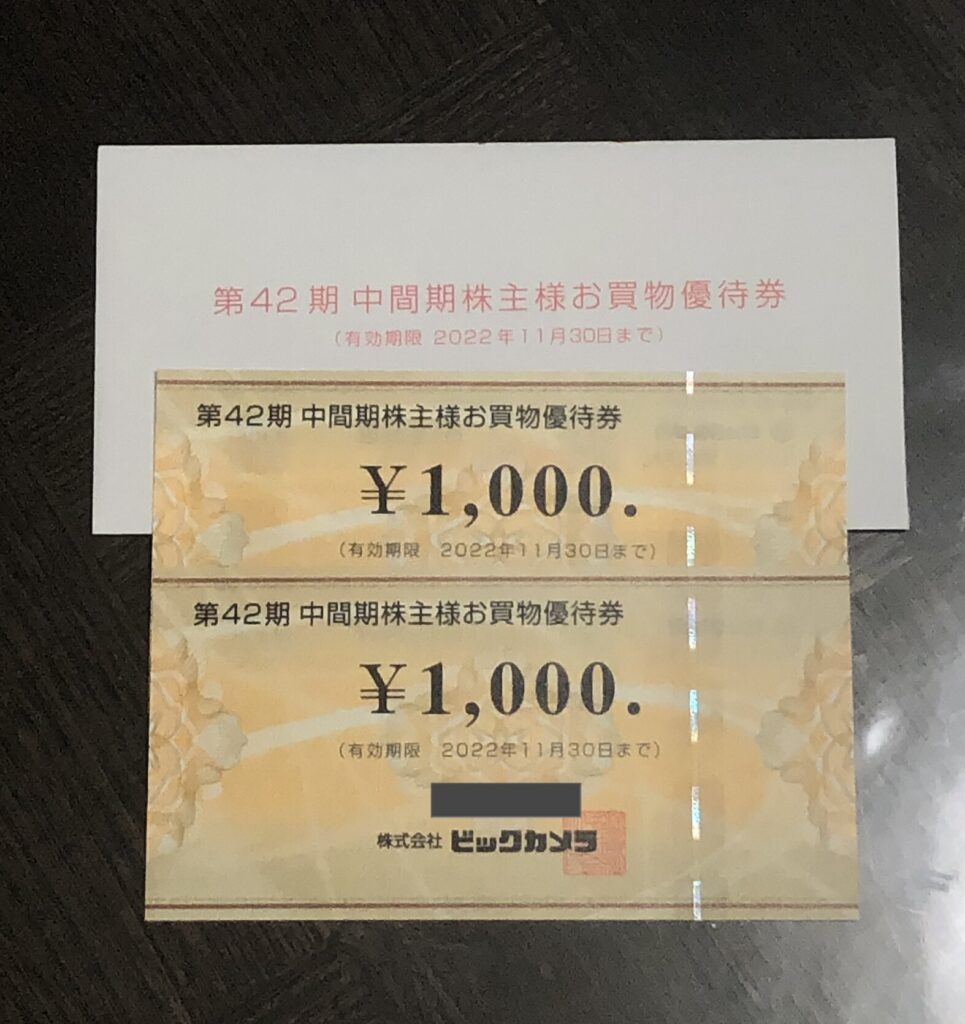 第42期 中間期株主様お買物優待券
（有効期限 2022年11月30日まで）
第42期 中間期株主様お買物優待券
¥1,000.
（有効期限 2022年11月30日まで）
第42期 中間期株主様お買物優待券
¥1,000.
（有効期限 2022年11月30日まで）
株式会社 ビックカメラ